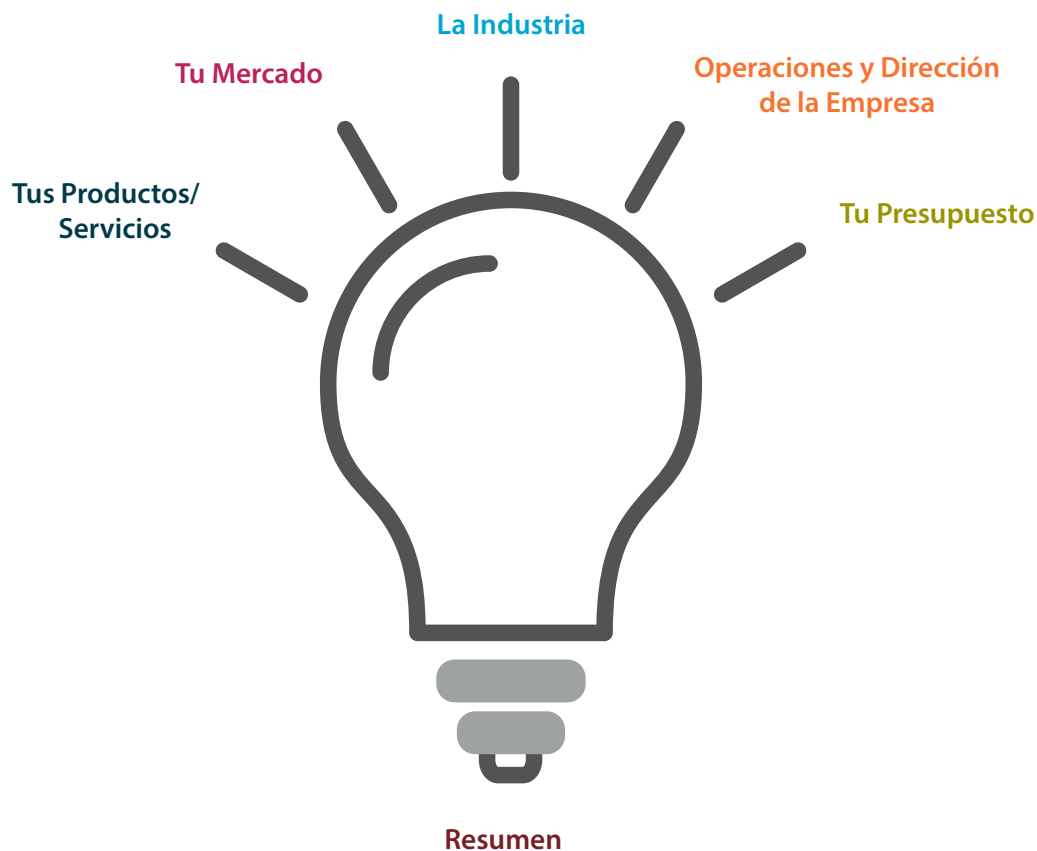 La Industria
Tu Mercado
Operaciones y Dirección
de la Empresa
Tus Productos/
Servicios
Tu Presupuesto
Resumen